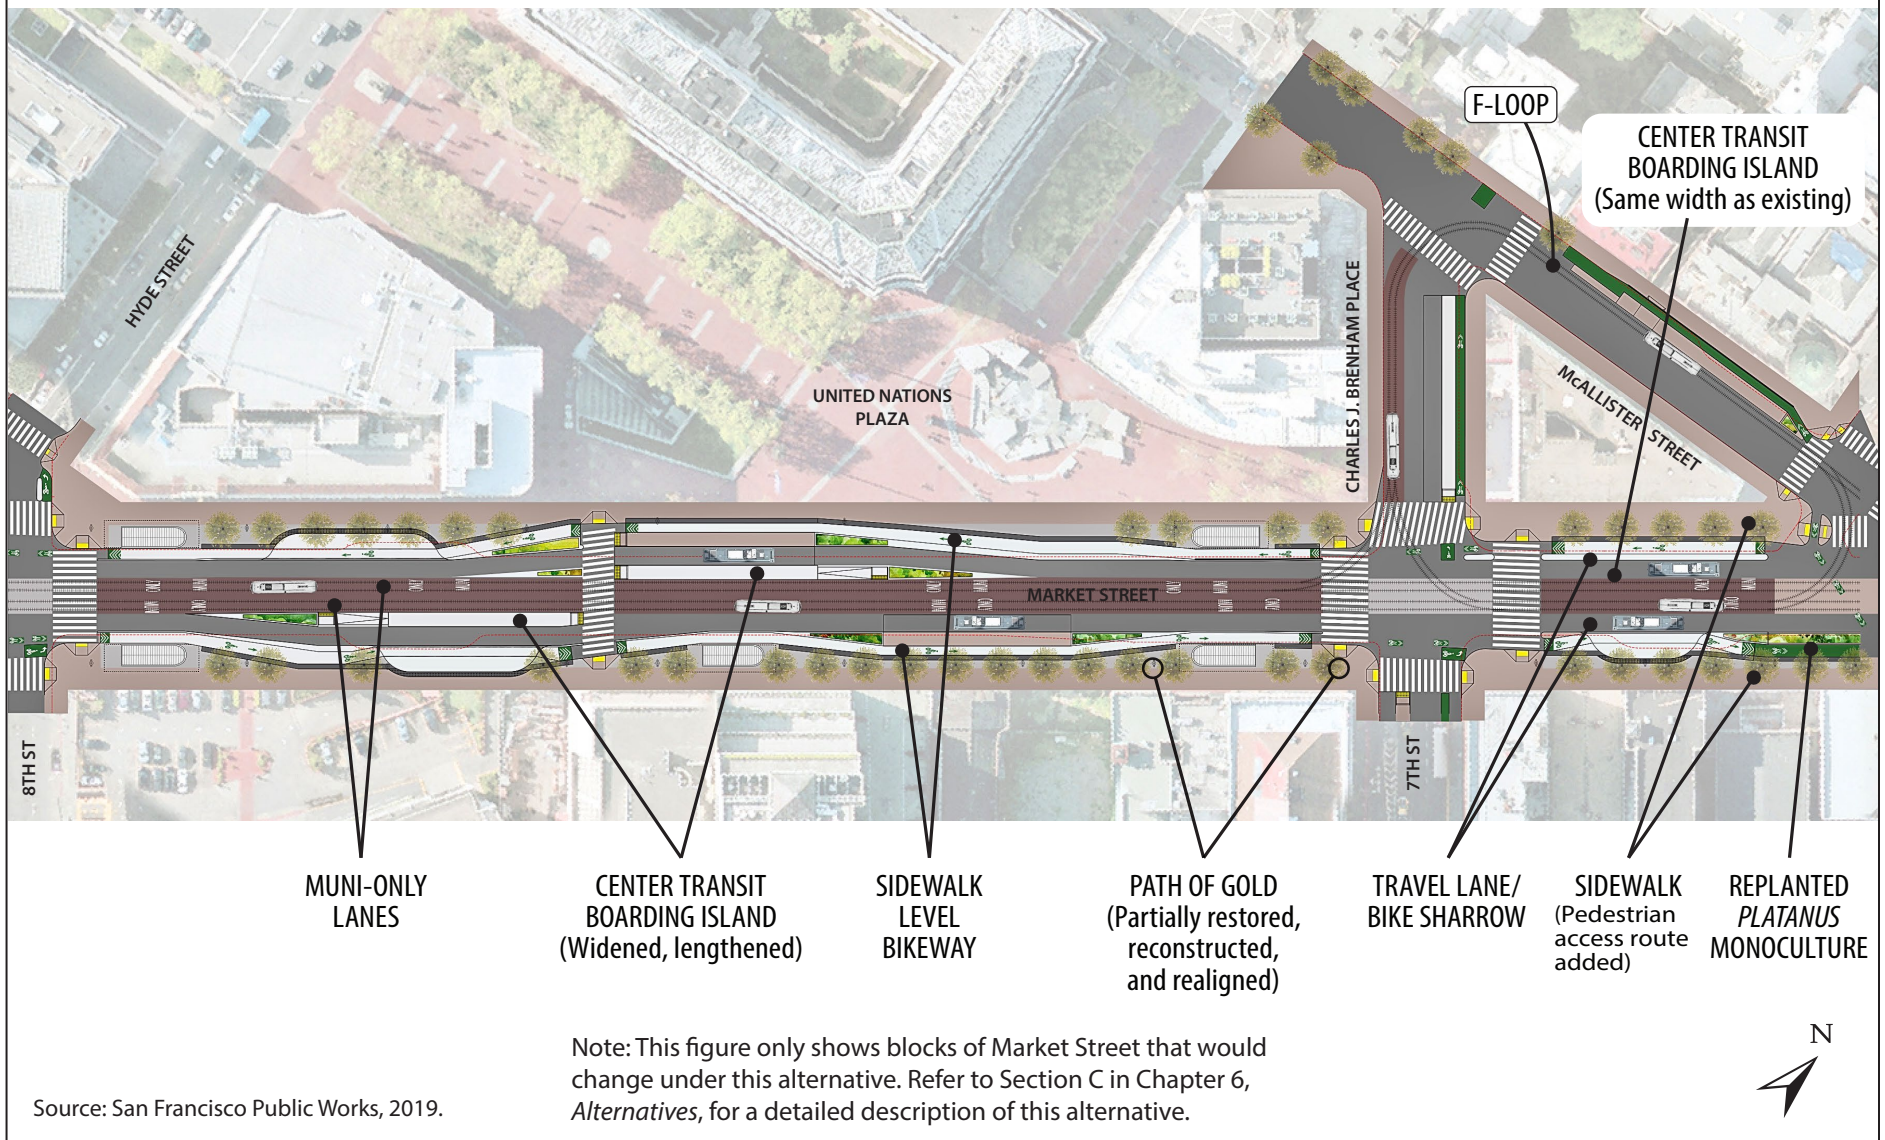 F-LOOP
CENTER TRANSIT
BOARDING ISLAND
(Same width as existing)
HYDE STREET
CHARLES J. BRENHAM PLACE
UNITED NATIONS
PLAZA
McALLISTER STREET
MARKET STREET
8TH ST
7TH ST
MUNI-ONLY
LANES
CENTER TRANSIT
BOARDING ISLAND
(Widened, lengthened)
SIDEWALK
LEVEL
BIKEWAY
PATH OF GOLD
(Partially restored,
reconstructed,
and realigned)
TRAVEL LANE/
BIKE SHARROW
SIDEWALK
(Pedestrian
access route
added)
REPLANTED
PLATANUS
MONOCULTURE
N
Note: This figure only shows blocks of Market Street that would
change under this alternative. Refer to Section C in Chapter 6,
Alternatives, for a detailed description of this alternative.
Source: San Francisco Public Works, 2019.